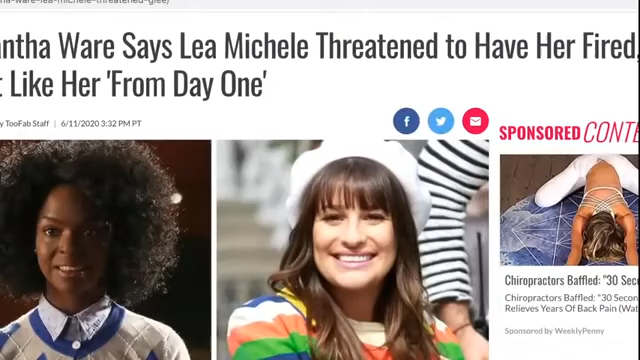 ha-ware-lea-michele-threatened-glee)
ntha Ware Says Lea Michele Threatened to Have Her Fired,
Like Her 'From Day One'
y TooFab Staff | 6/11/2020 3:32 PM PT
SPONSORED CONTE
Chiropractors Baffled: "30 Secon
Chiropractors Baffled: "30 Secon
Relieves Years Of Back Pain (Wat
Sponsored by WeeklyPenny